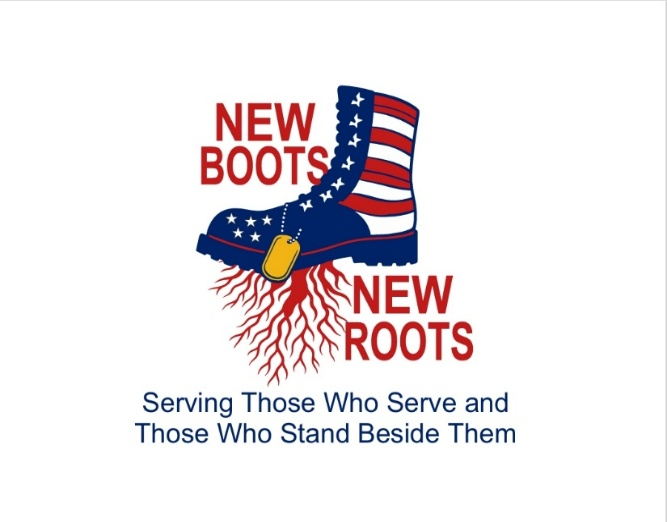 NEW
BOOTS
NEW
ROOTS
Serving Those Who Serve and
Those Who Stand Beside Them